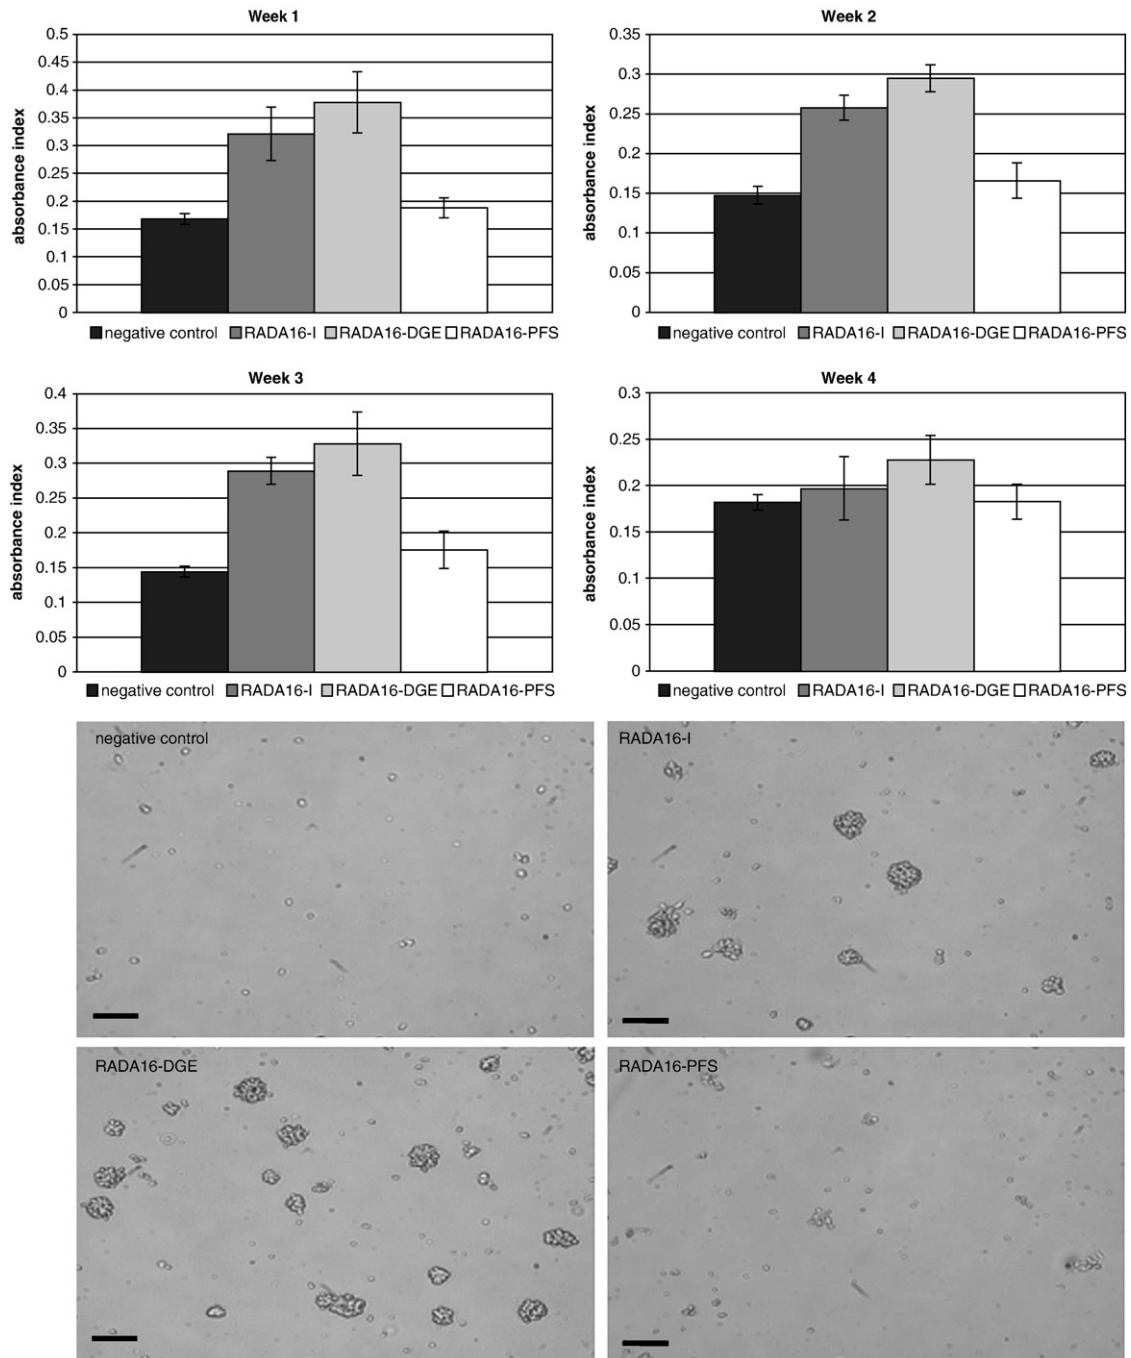 Week 1
absorbance index
0.5
0.45
0.4
0.35
0.3
0.25
0.2
0.15
0.1
0.05
0
negative control RADA16-I RADA16-DGE RADA16-PFS
Week 2
absorbance index
0.35
0.3
0.25
0.2
0.15
0.1
0.05
0
negative control RADA16-I RADA16-DGE RADA16-PFS
Week 3
absorbance index
0.4
0.35
0.3
0.25
0.2
0.15
0.1
0.05
0
negative control RADA16-I RADA16-DGE RADA16-PFS
Week 4
absorbance index
0.3
0.25
0.2
0.15
0.1
0.05
0
negative control RADA16-I RADA16-DGE RADA16-PFS
negative control
RADA16-I
RADA16-DGE
RADA16-PFS